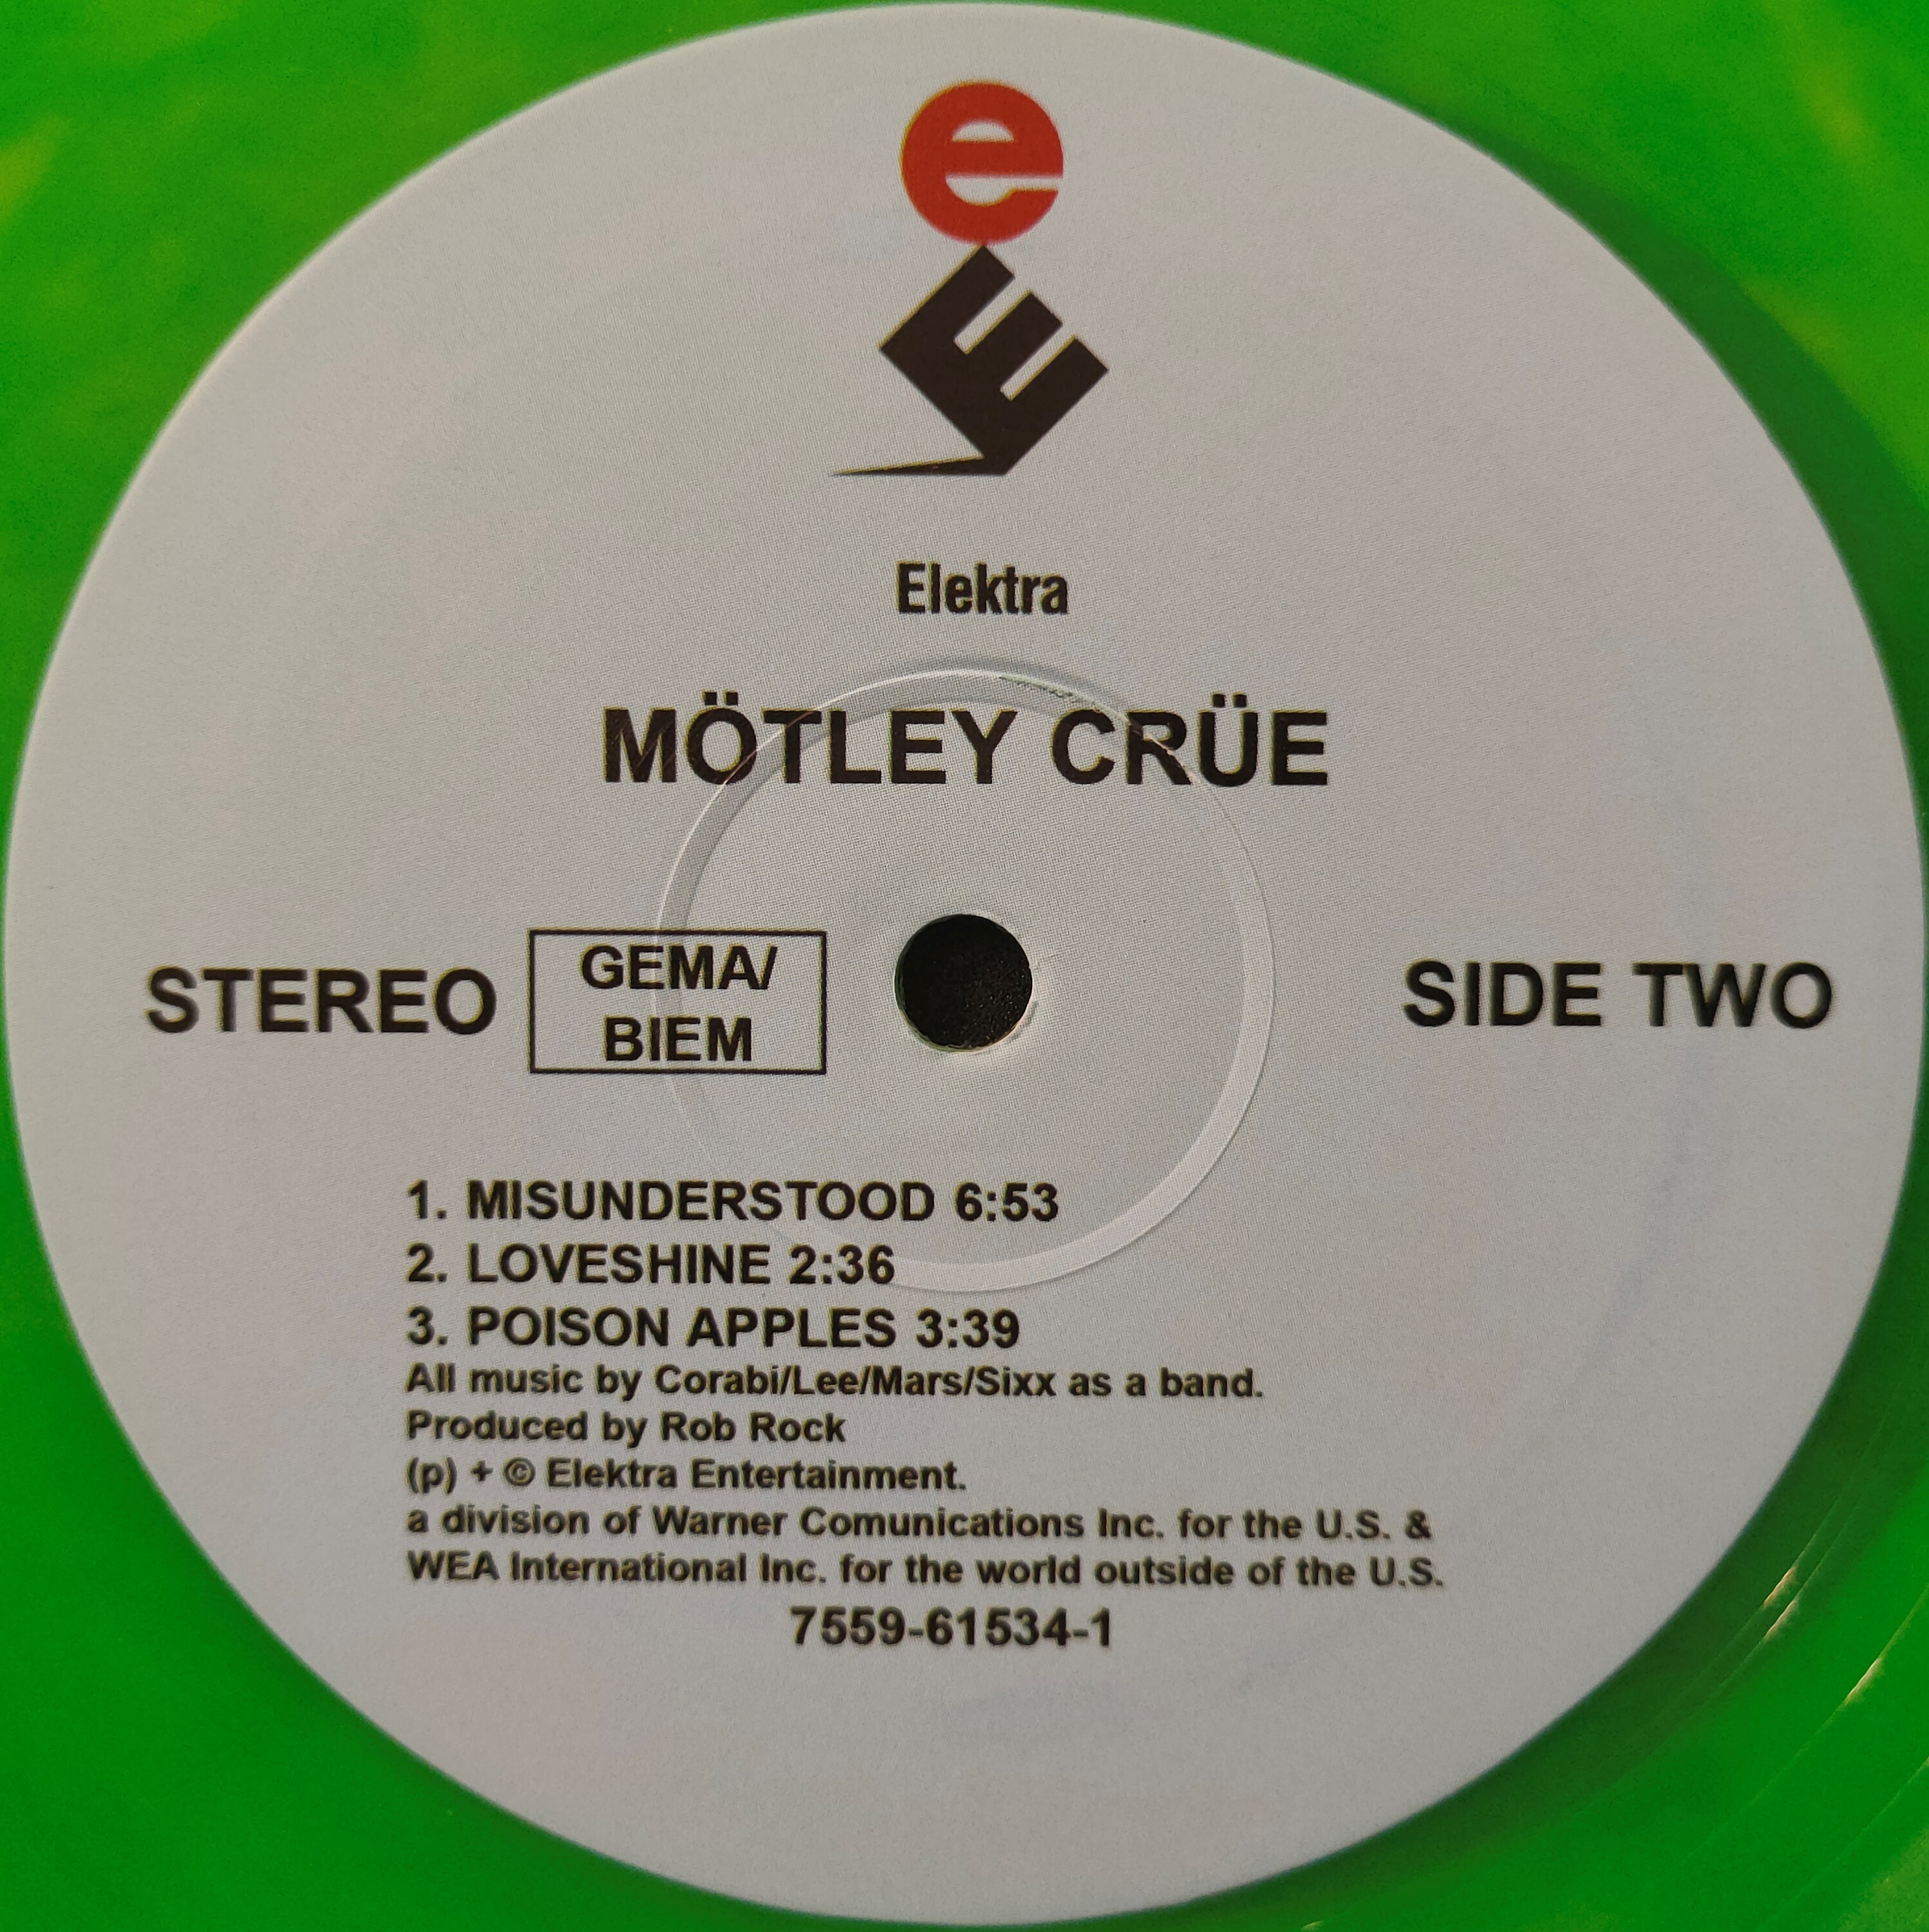 e
E
Elektra
MÖTLEY CRÜE
STEREO
GEMA/
BIEM
SIDE TWO
1. MISUNDERSTOOD 6:53
2. LOVESHINE 2:36
3. POISON APPLES 3:39
All music by Corabi/Lee/Mars/Sixx as a band.
Produced by Rob Rock
(p) + © Elektra Entertainment.
a division of Warner Comunications Inc. for the U.S. &
WEA International Inc. for the world outside of the U.S.
7559-61534-1